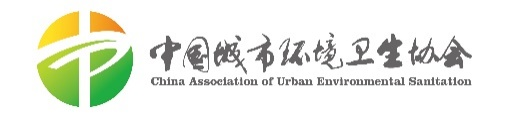 中国城市环境卫生协会
China Association of Urban Environmental Sanitation